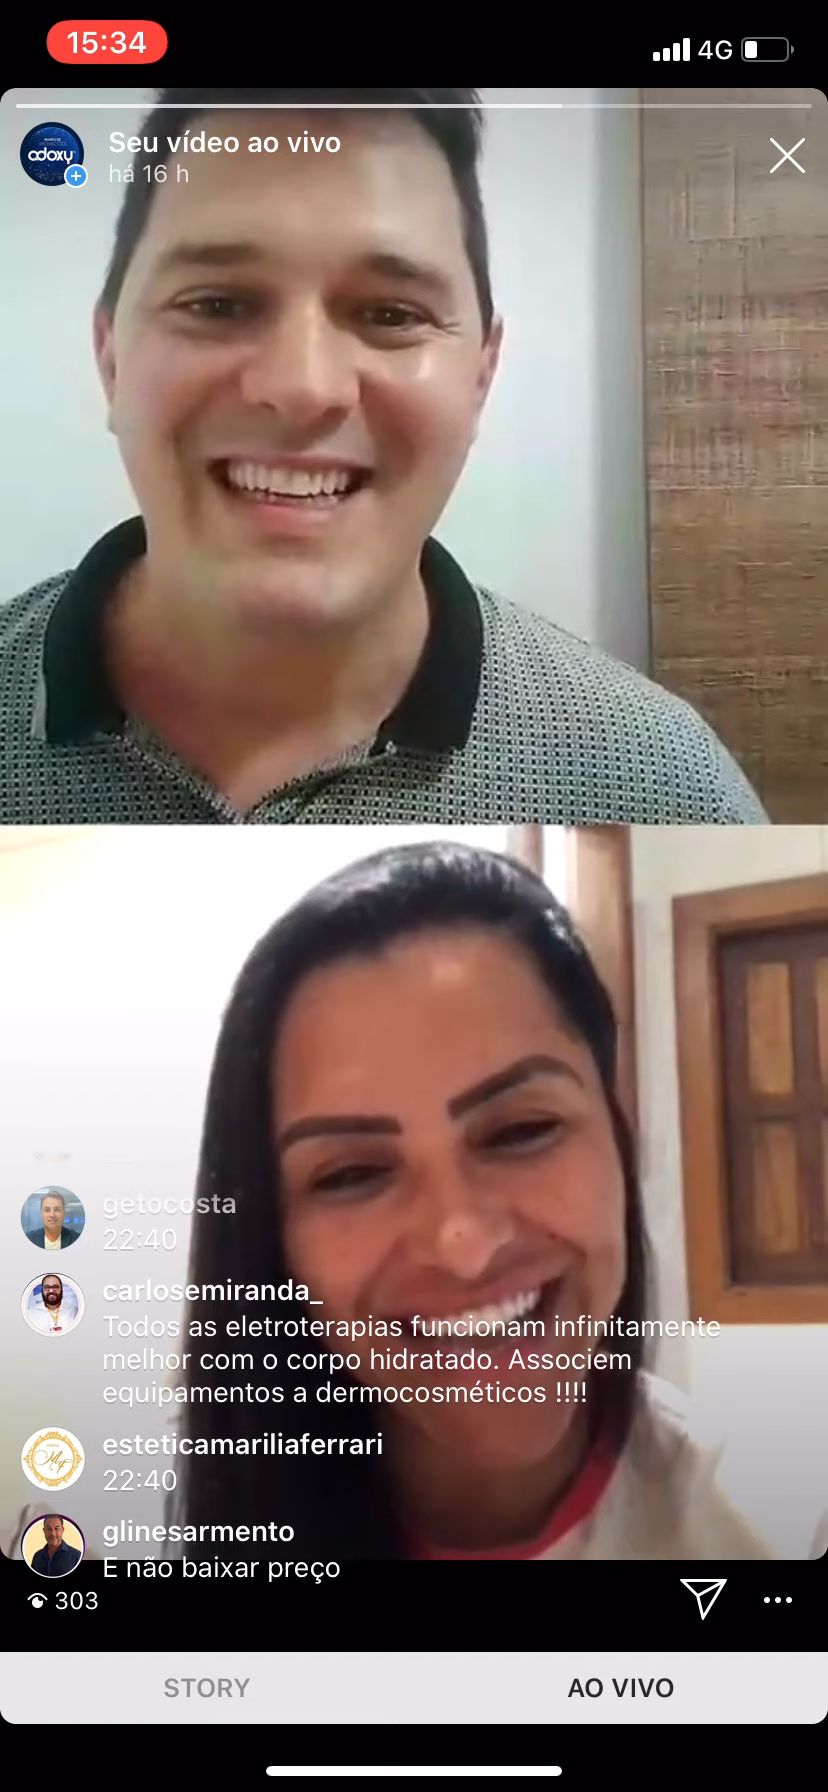 15:34
4G
adoxy
Seu vídeo ao vivo
há 16 h
getocosta
22:40
carlosemiranda_
Todos as eletroterapias funcionam infinitamente
melhor com o corpo hidratado. Associem
equipamentos a dermocosméticos !!!!
esteticamariliaferrari
22:40
glinesarmento
E não baixar preço
303
STORY
AO VIVO